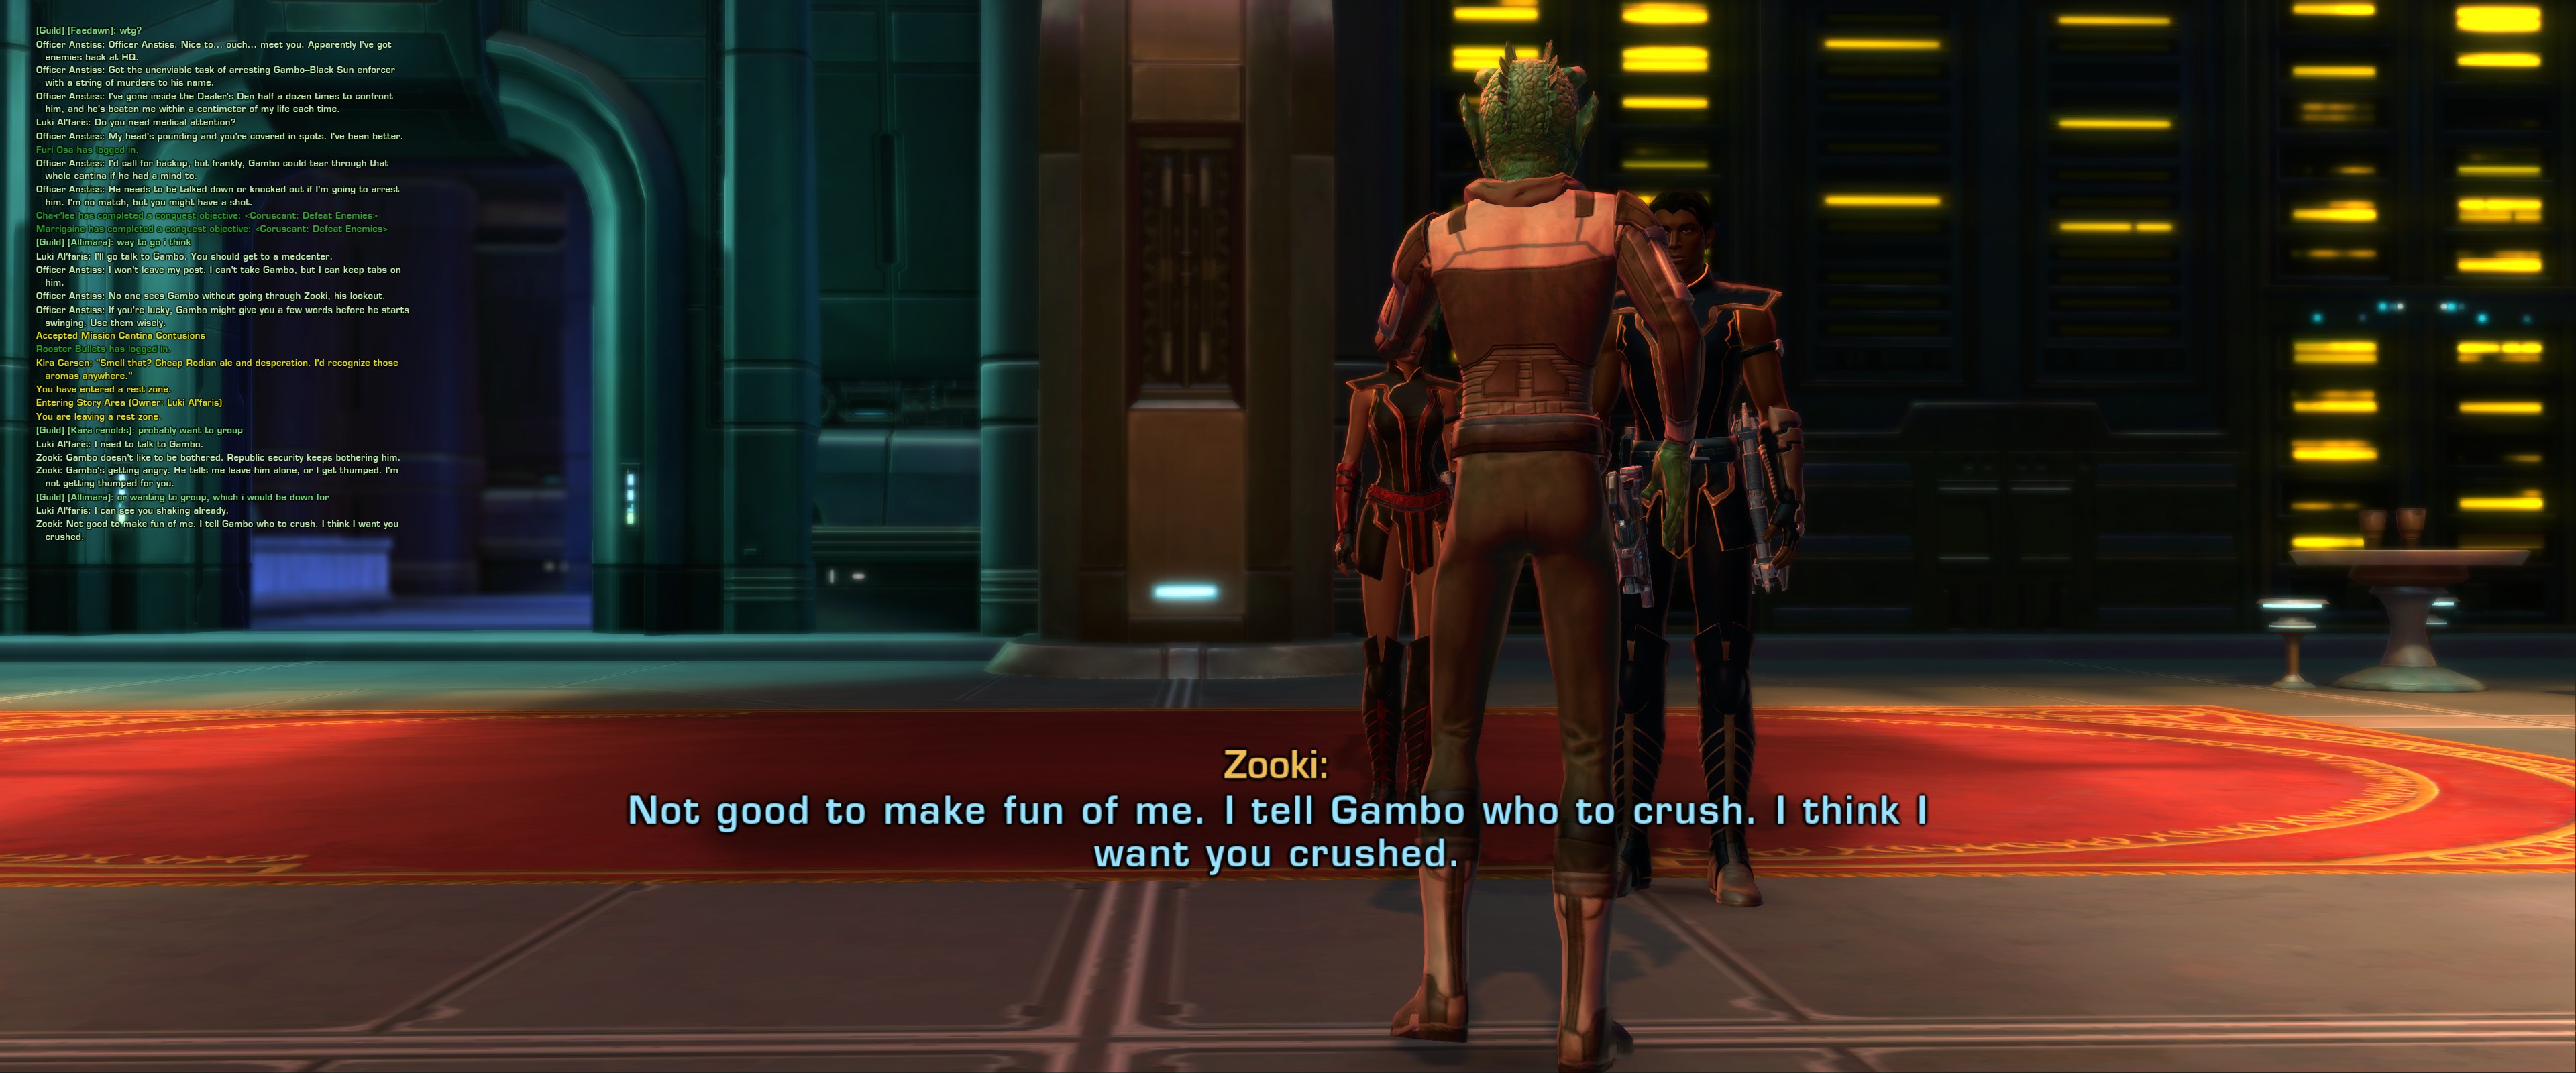 [Guild] [Faedawn]: wtg?
Officer Anstiss: Officer Anstiss. Nice to... ouch... meet you. Apparently I've got
enemies back at HQ.
Officer Anstiss: Got the unenviable task of arresting Gambo–Black Sun enforcer
with a string of murders to his name.
Officer Anstiss: I've gone inside the Dealer's Den half a dozen times to confront
him, and he's beaten me within a centimeter of my life each time.
Luki Al'faris: Do you need medical attention?
Officer Anstiss: My head's pounding and you're covered in spots. I've been better.
Furi Osa has logged in.
Officer Anstiss: I'd call for backup, but frankly, Gambo could tear through that
whole cantina if he had a mind to.
Officer Anstiss: He needs to be talked down or knocked out if I'm going to arrest
him. I'm no match, but you might have a shot.
Cha-r'lee has completed a conquest objective: <Coruscant: Defeat Enemies>
Marrigaine has completed a conquest objective: <Coruscant: Defeat Enemies>
[Guild] [Allimara]: way to go i think
Luki Al'faris: I'll go talk to Gambo. You should get to a medcenter.
Officer Anstiss: I won't leave my post. I can't take Gambo, but I can keep tabs on
him.
Officer Anstiss: No one sees Gambo without going through Zooki, his lookout.
Officer Anstiss: If you're lucky, Gambo might give you a few words before he starts
swinging. Use them wisely.
Accepted Mission Cantina Contusions
Rooster Bullets has logged in.
Kira Carsen: "Smell that? Cheap Rodian ale and desperation. I'd recognize those
aromas anywhere."
You have entered a rest zone.
Entering Story Area (Owner: Luki Al'faris)
You are leaving a rest zone.
[Guild] [Kara renolds]: probably want to group
Luki Al'faris: I need to talk to Gambo.
Zooki: Gambo doesn't like to be bothered. Republic security keeps bothering him.
Zooki: Gambo's getting angry. He tells me leave him alone, or I get thumped. I'm
not getting thumped for you.
[Guild] [Allimara]: or wanting to group, which i would be down for
Luki Al'faris: I can see you shaking already.
Zooki: Not good to make fun of me. I tell Gambo who to crush. I think I want you
crushed.
Zooki:
Not good to make fun of me. I tell Gambo who to crush. I think I
want you crushed.